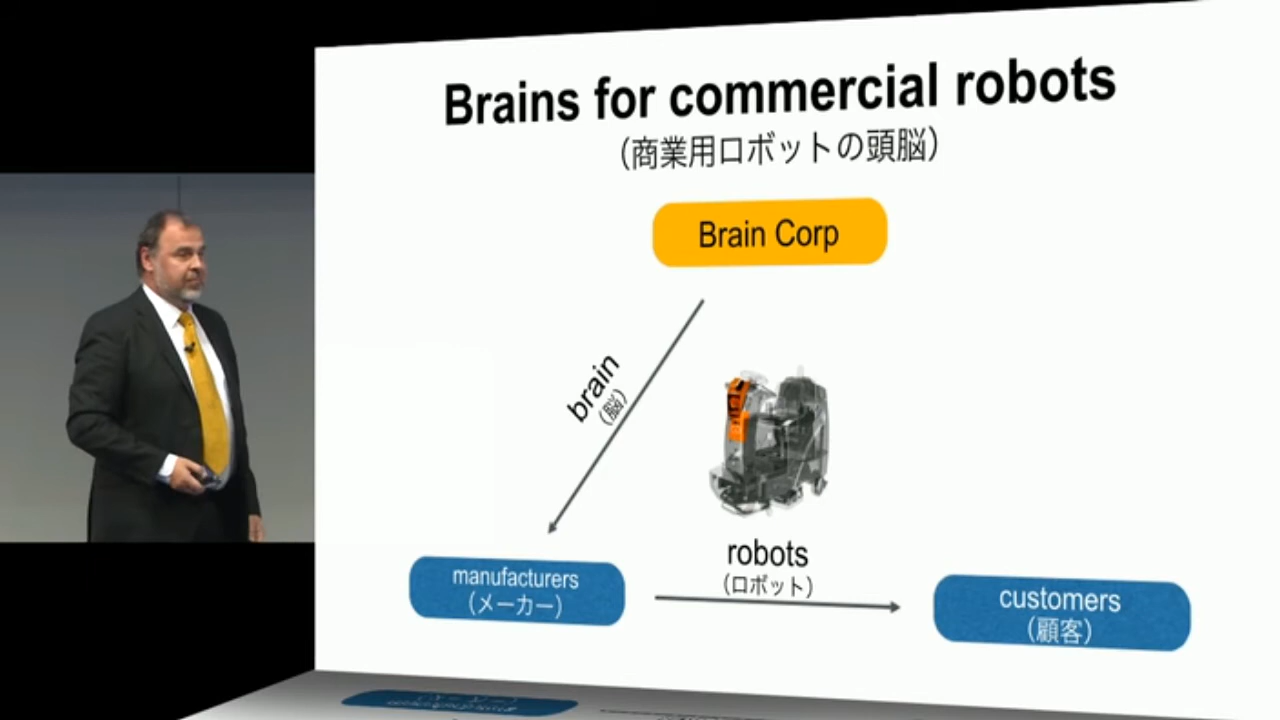 Brains for commercial robots
（商業用ロボットの頭脳）
Brain Corp
brain
（脳）
robots
（ロボット）
manufacturers
（メーカー）
customers
（顧客）